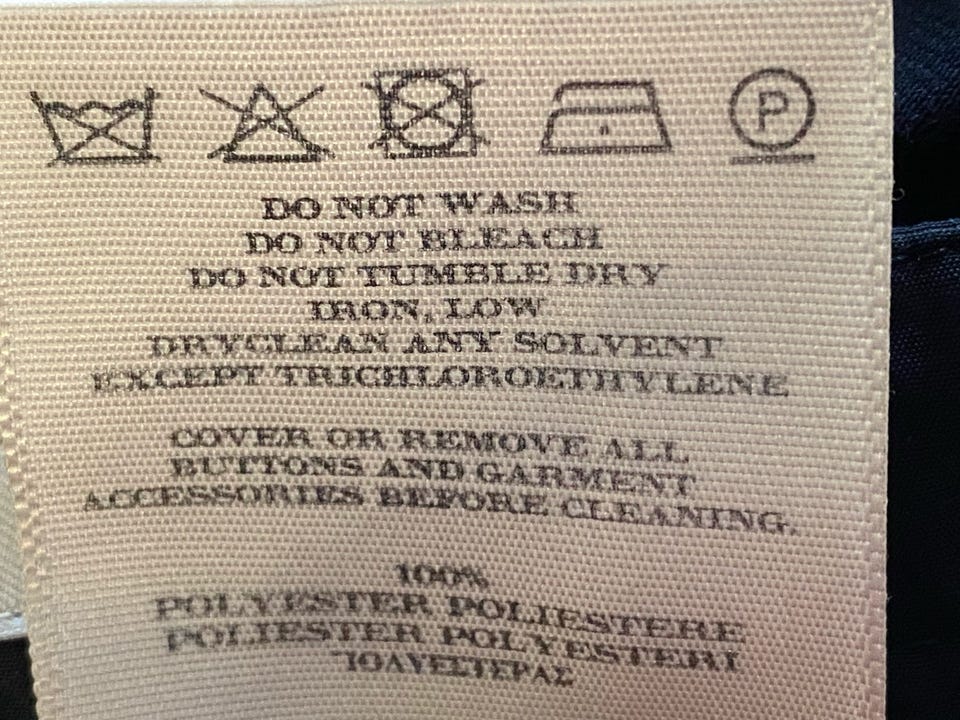 P
DO NOT WASH
DO NOT BLEACH
DO NOT TUMBLE DRY
IRON, LOW
DRYCLEAN ANY SOLVENT
EXCEPT TRICHLOROETHYLENE
COVER OR REMOVE ALL
BUTTONS AND GARMENT
ACCESSORIES BEFORE CLEANING.
100%
POLYESTER POLIESTERE
POLIESTER POLYESTERI
ΠΟΛΥΕΣΤΕΡΑΣ